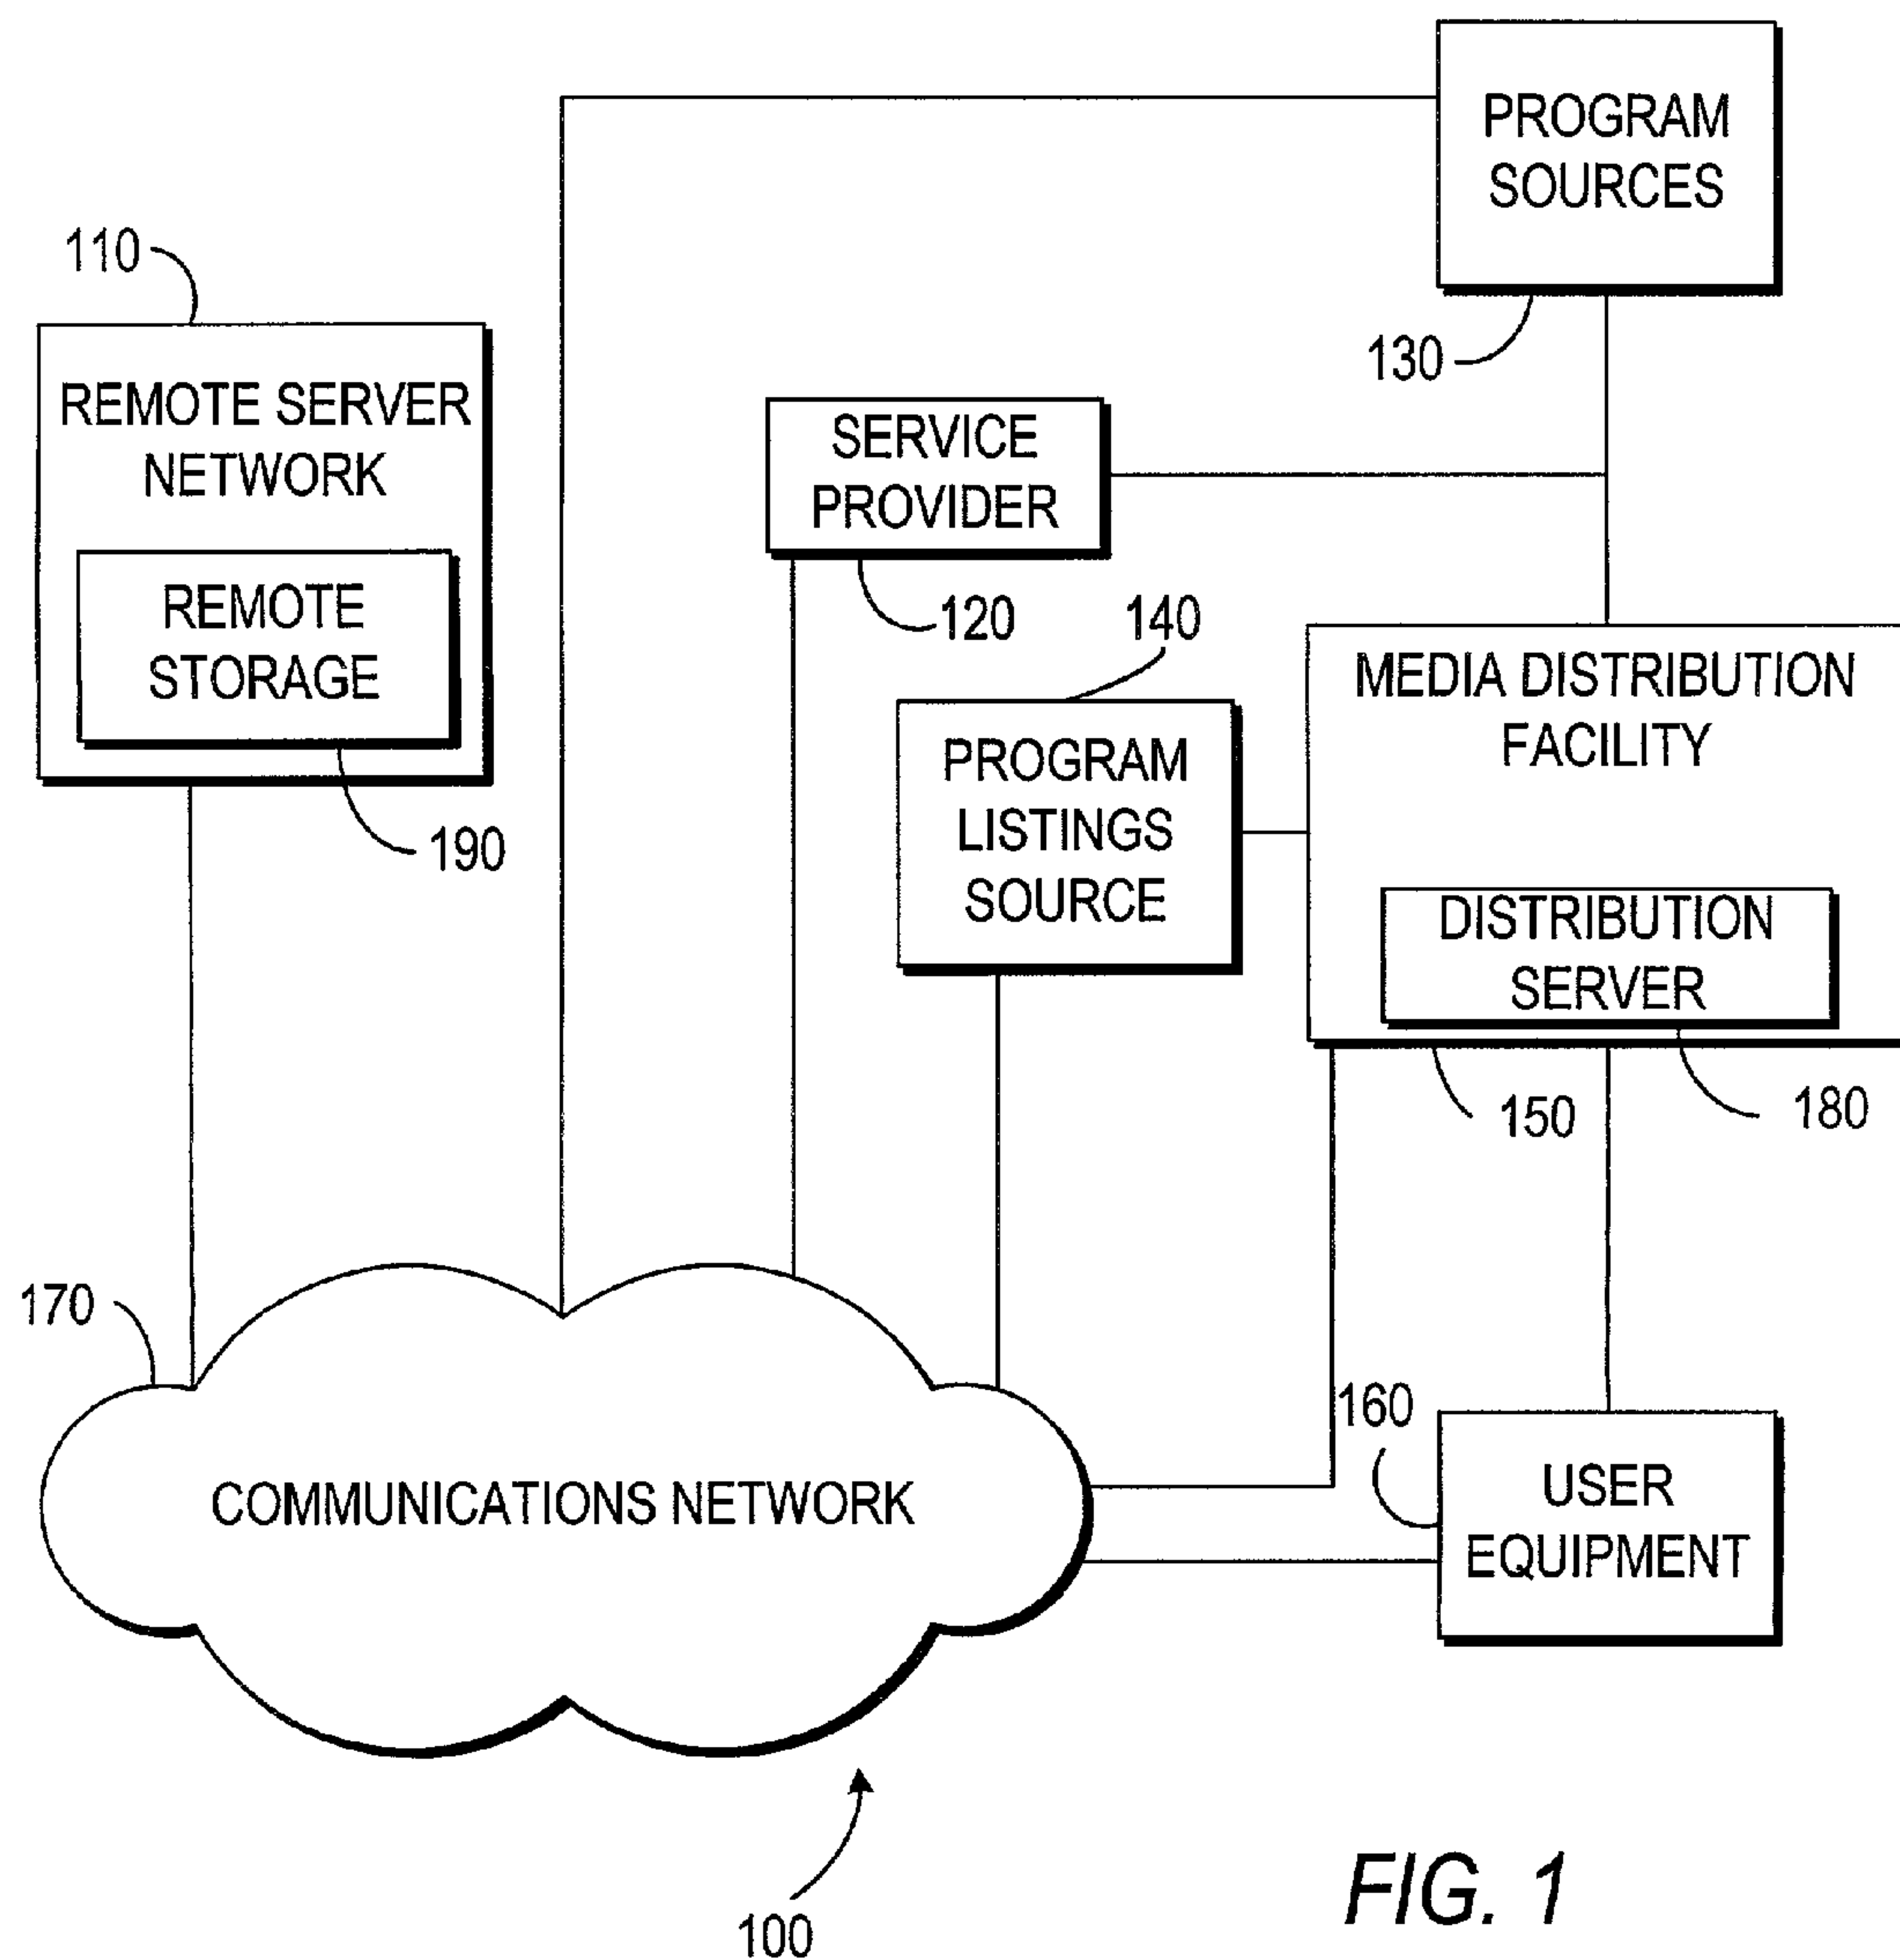 PROGRAM
SOURCES
130
110
REMOTE SERVER
NETWORK
REMOTE
STORAGE
190
SERVICE
PROVIDER
120
140
PROGRAM
LISTINGS
SOURCE
MEDIA DISTRIBUTION
FACILITY
DISTRIBUTION
SERVER
150
180
170
COMMUNICATIONS NETWORK
160
USER
EQUIPMENT
100
FIG. 1